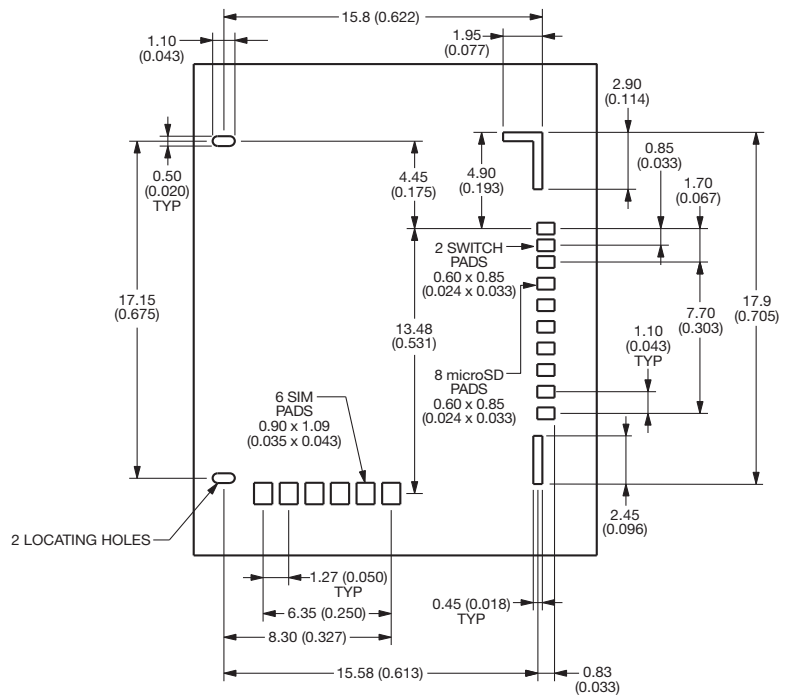 15.8 (0.622)
1.10
(0.043)
1.95
(0.077)
2.90
(0.114)
0.50
(0.020)
TYP
4.45
(0.175)
4.90
(0.193)
0.85
(0.033)
1.70
(0.067)
2 SWITCH
PADS
0.60 x 0.85
(0.024 x 0.033)
17.15
(0.675)
13.48
(0.531)
7.70
(0.303)
17.9
(0.705)
1.10
(0.043)
TYP
8 microSD
PADS
0.60 x 0.85
(0.024 x 0.033)
6 SIM
PADS
0.90 x 1.09
(0.035 x 0.043)
2.45
(0.096)
2 LOCATING HOLES
1.27 (0.050)
TYP
0.45 (0.018)
TYP
6.35 (0.250)
8.30 (0.327)
15.58 (0.613)
0.83
(0.033)